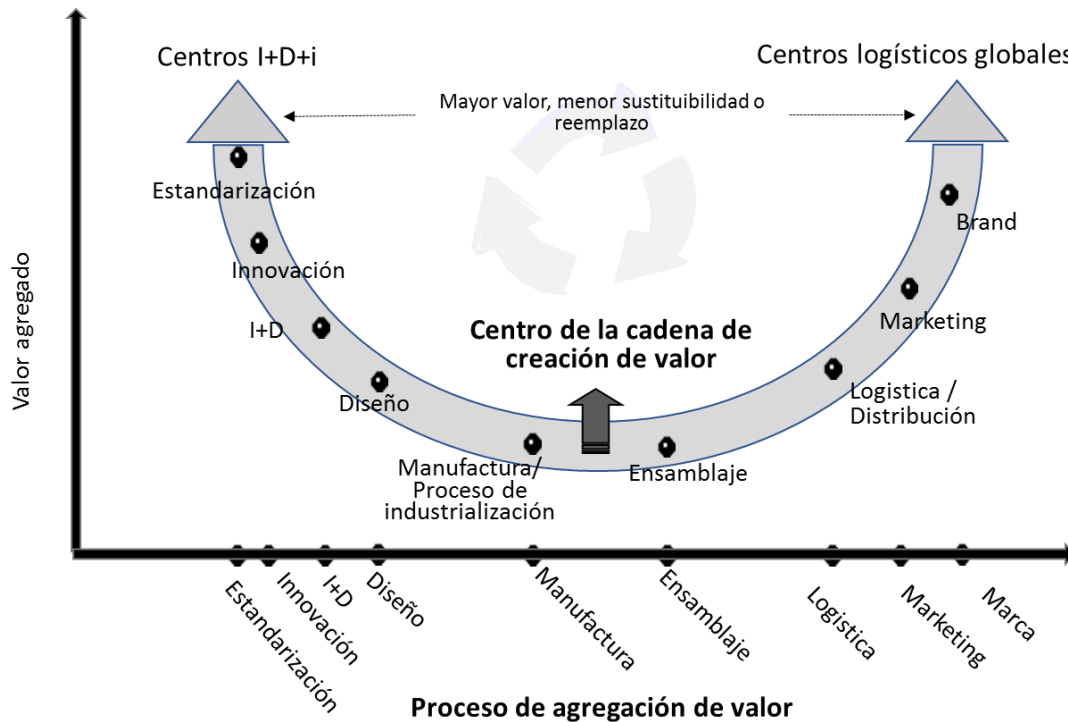 Centros I+D+i
Centros logísticos globales
Mayor valor, menor sustituibilidad o
reemplazo
Estandarización
Innovación
I+D
Diseño
Manufactura/
Proceso de
industrialización
Centro de la cadena de
creación de valor
Ensamblaje
Logistica /
Distribución
Marketing
Brand
Valor agregado
Estandarización
Innovación
I+D
Diseño
Manufactura
Ensamblaje
Logistica
Marketing
Marca
Proceso de agregación de valor